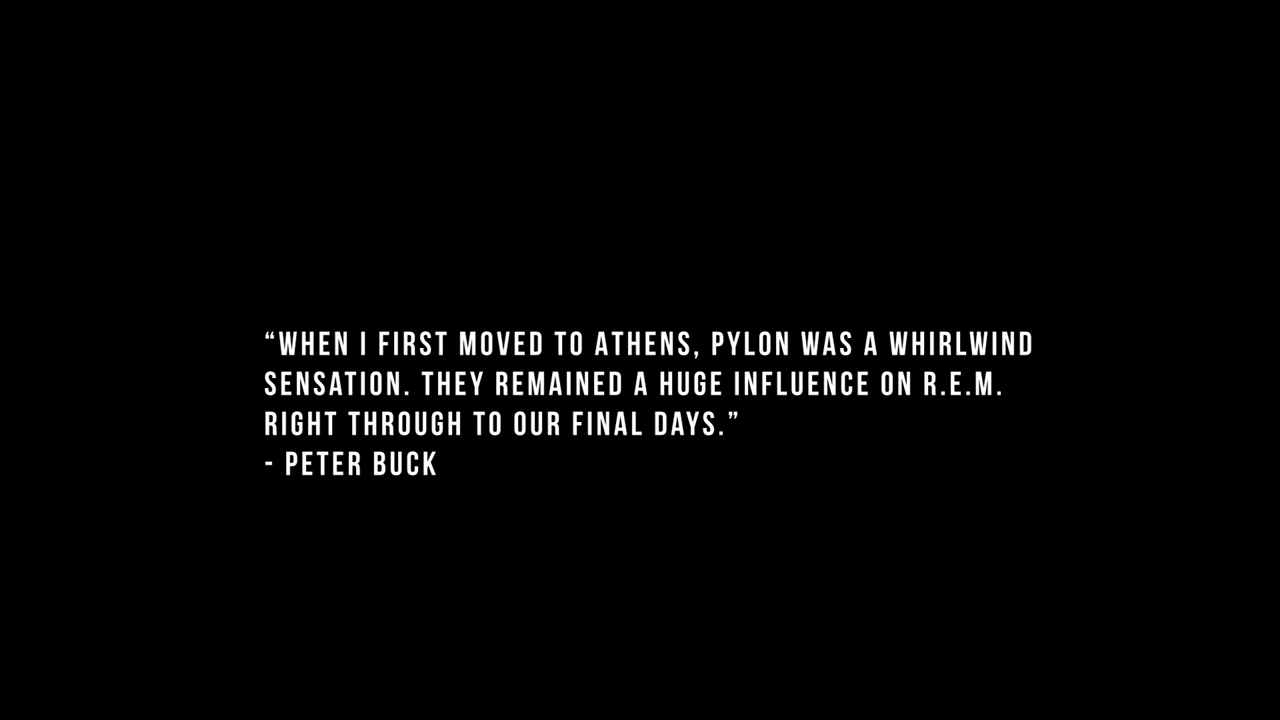 “WHEN I FIRST MOVED TO ATHENS, PYLON WAS A WHIRLWIND
SENSATION. THEY REMAINED A HUGE INFLUENCE ON R.E.M.
RIGHT THROUGH TO OUR FINAL DAYS.”
- PETER BUCK